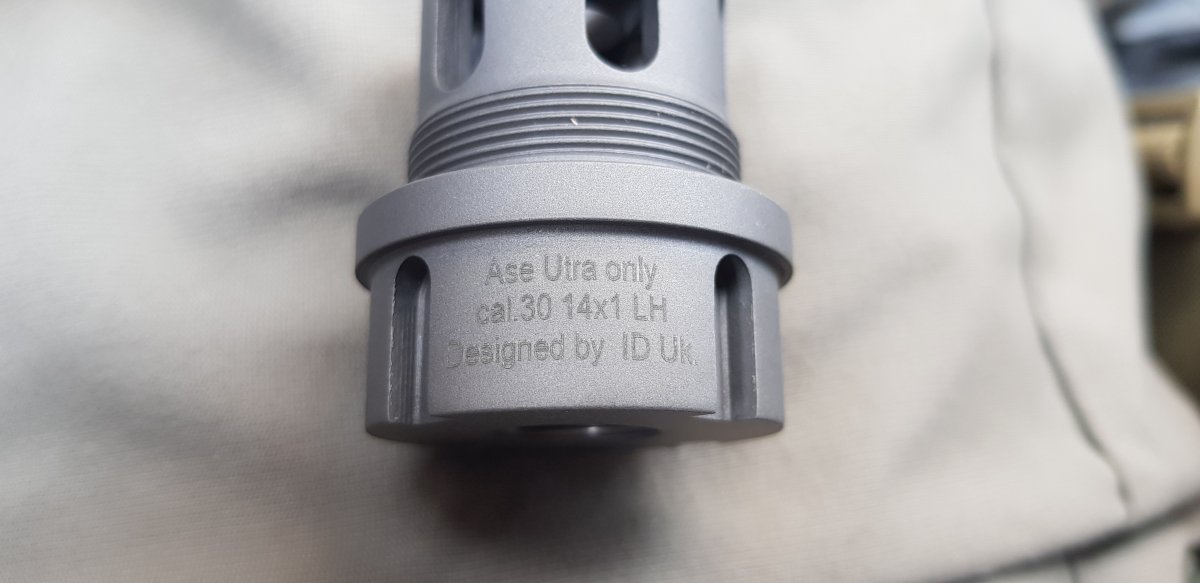 Ase Utra only
cal.30 14x1 LH
Designed by ID Uk.